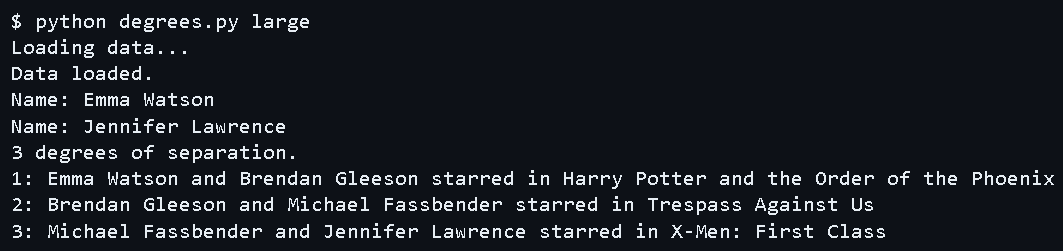 $ python degrees.py large
Loading data...
Data loaded.
Name: Emma Watson
Name: Jennifer Lawrence
3 degrees of separation.
1: Emma Watson and Brendan Gleeson starred in Harry Potter and the Order of the Phoenix
2: Brendan Gleeson and Michael Fassbender starred in Trespass Against Us
3: Michael Fassbender and Jennifer Lawrence starred in X-Men: First Class